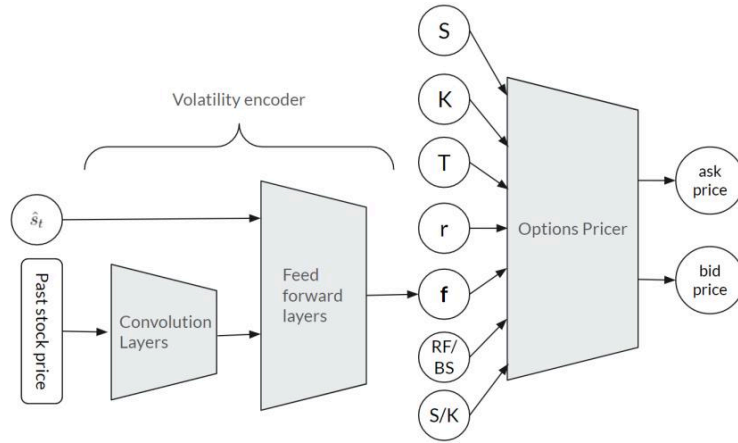 Volatility encoder
ŝₜ
Past stock price
Convolution
Layers
Feed
forward
layers
S
K
T
r
f
RF/
BS
S/K
Options Pricer
ask
price
bid
price